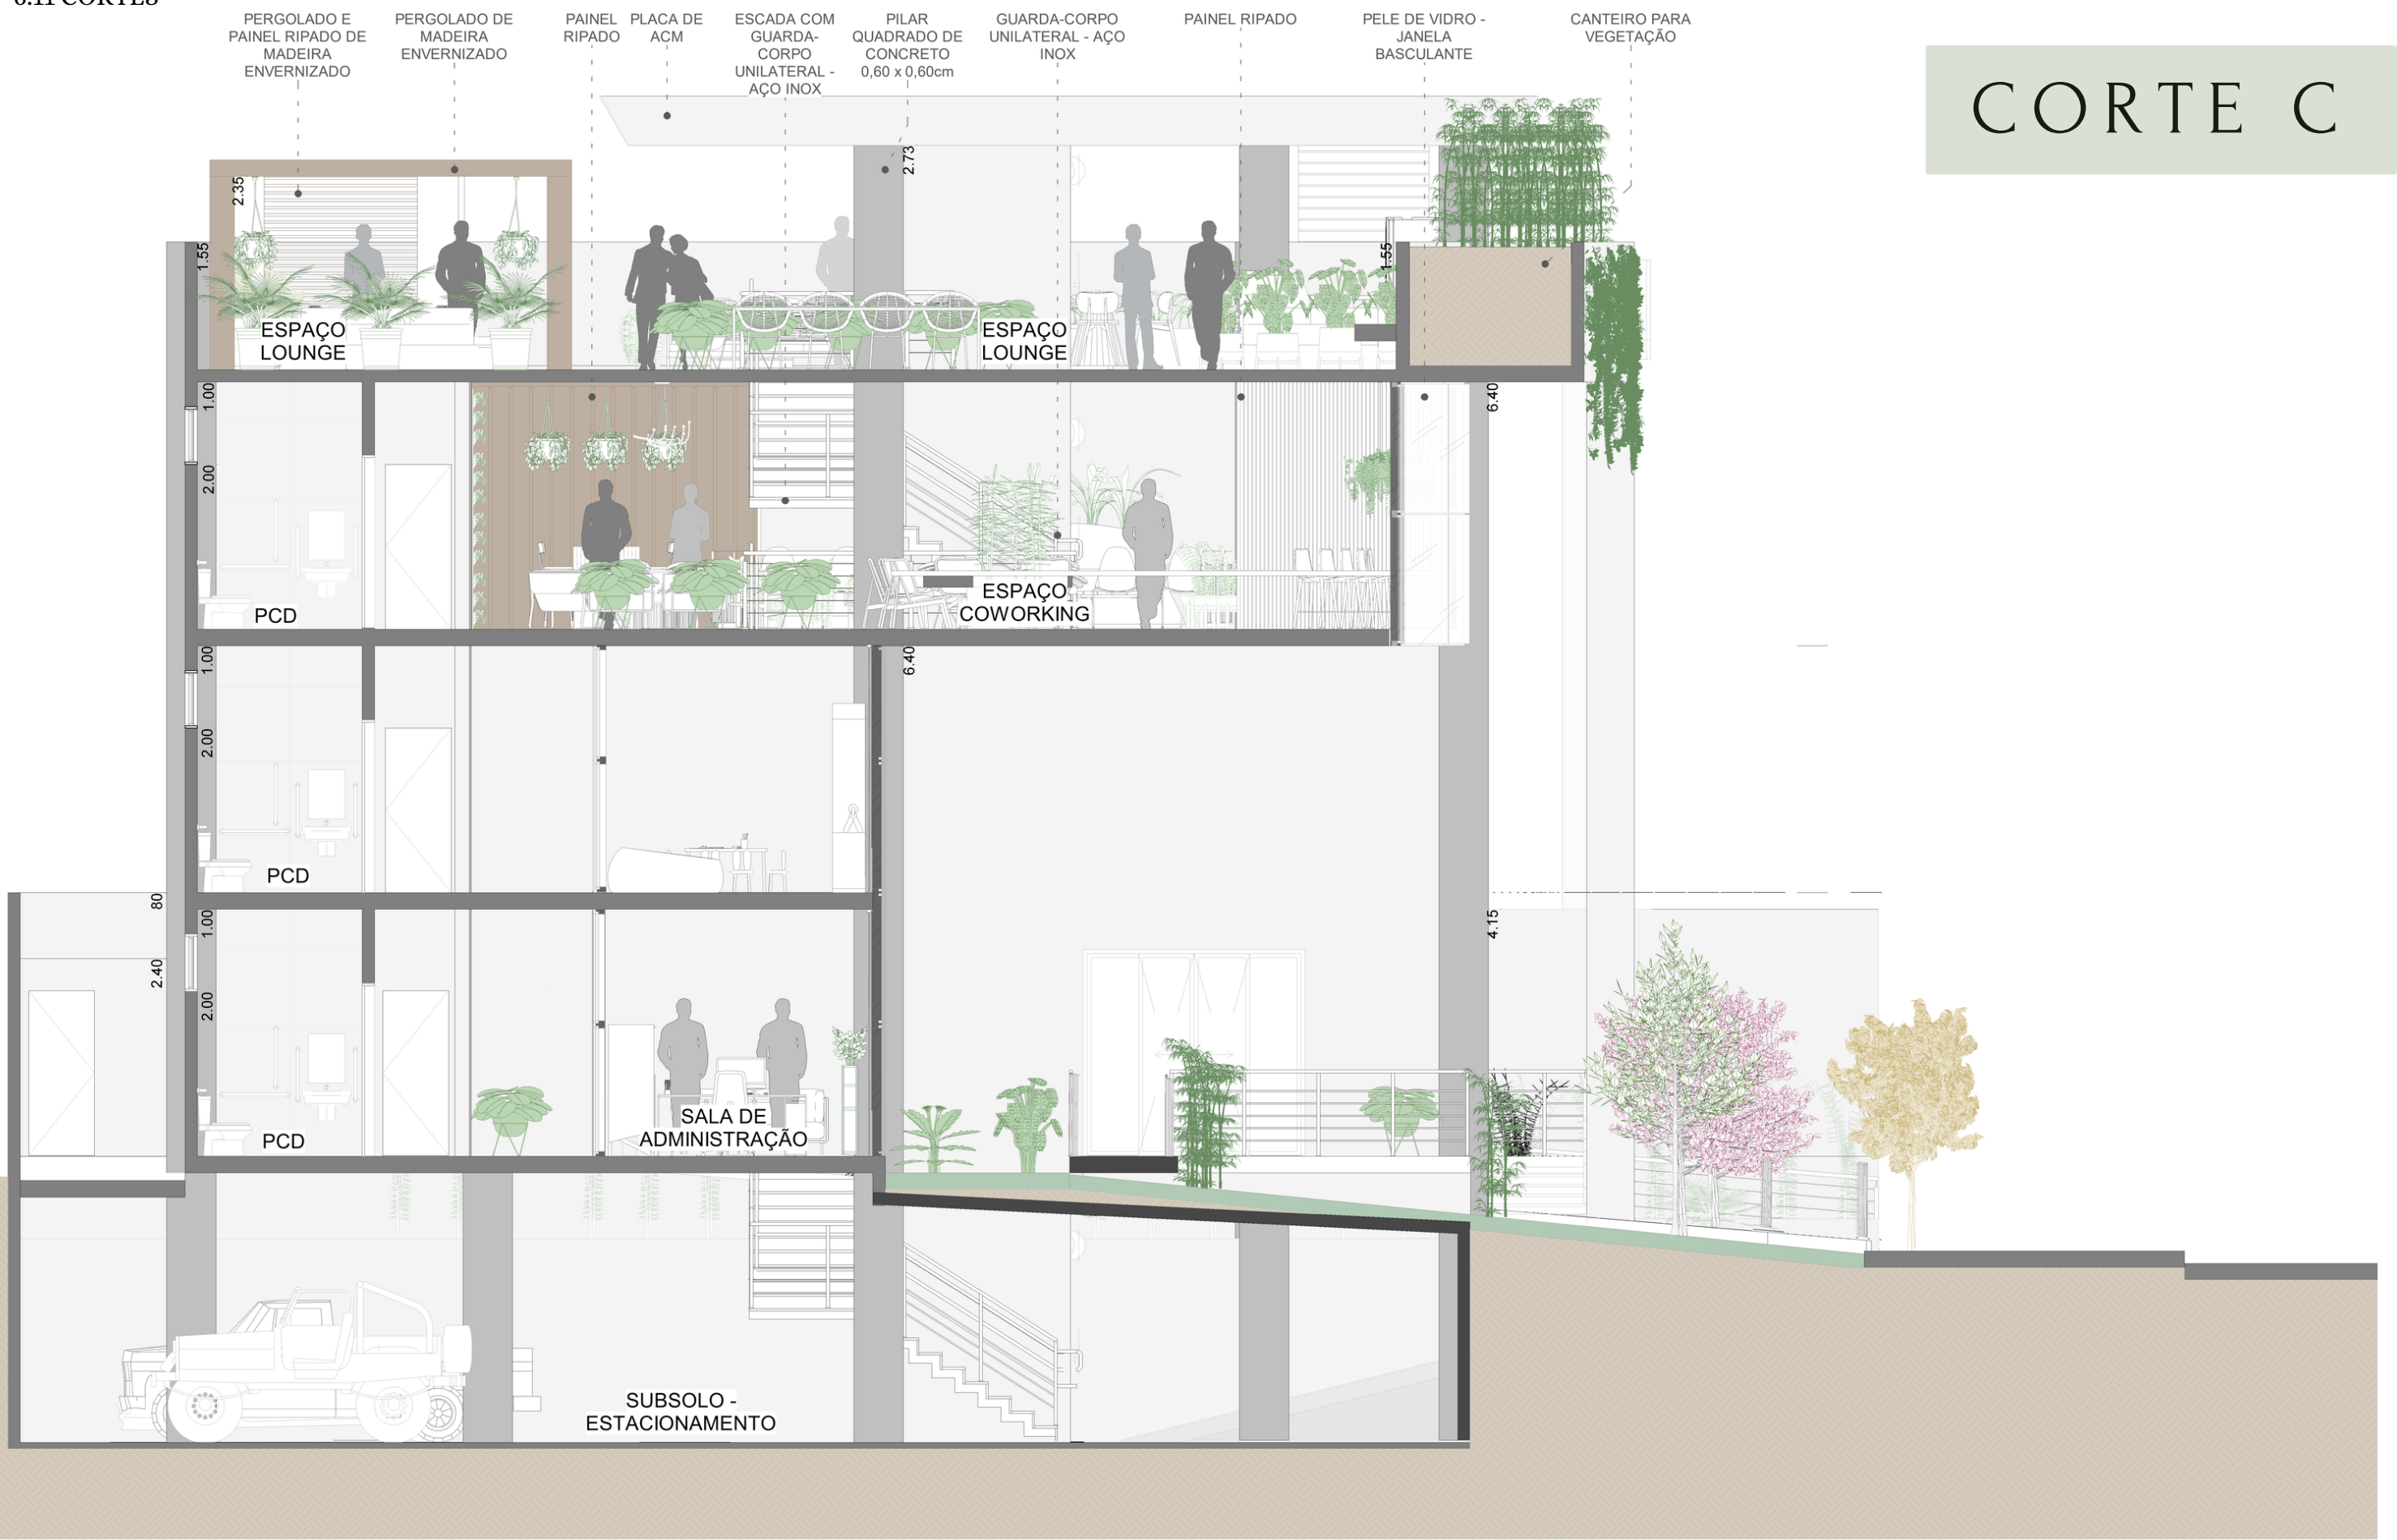 6.11 CORTES
PERGOLADO E
PAINEL RIPADO DE
MADEIRA
ENVERNIZADO
PERGOLADO DE
MADEIRA
ENVERNIZADO
PAINEL
RIPADO
PLACA DE
ACM
ESCADA COM
GUARDA-
CORPO
UNILATERAL -
AÇO INOX
PILAR
QUADRADO DE
CONCRETO
0,60 x 0,60cm
GUARDA-CORPO
UNILATERAL - AÇO
INOX
PAINEL RIPADO
PELE DE VIDRO -
JANELA
BASCULANTE
CANTEIRO PARA
VEGETAÇÃO
CORTE C
2.35
2.73
1.55
1.55
ESPAÇO
LOUNGE
ESPAÇO
LOUNGE
1.00
6.40
2.00
PCD
ESPAÇO
COWORKING
1.00
6.40
2.00
PCD
80
1.00
4.15
2.40
2.00
PCD
SALA DE
ADMINISTRAÇÃO
SUBSOLO -
ESTACIONAMENTO